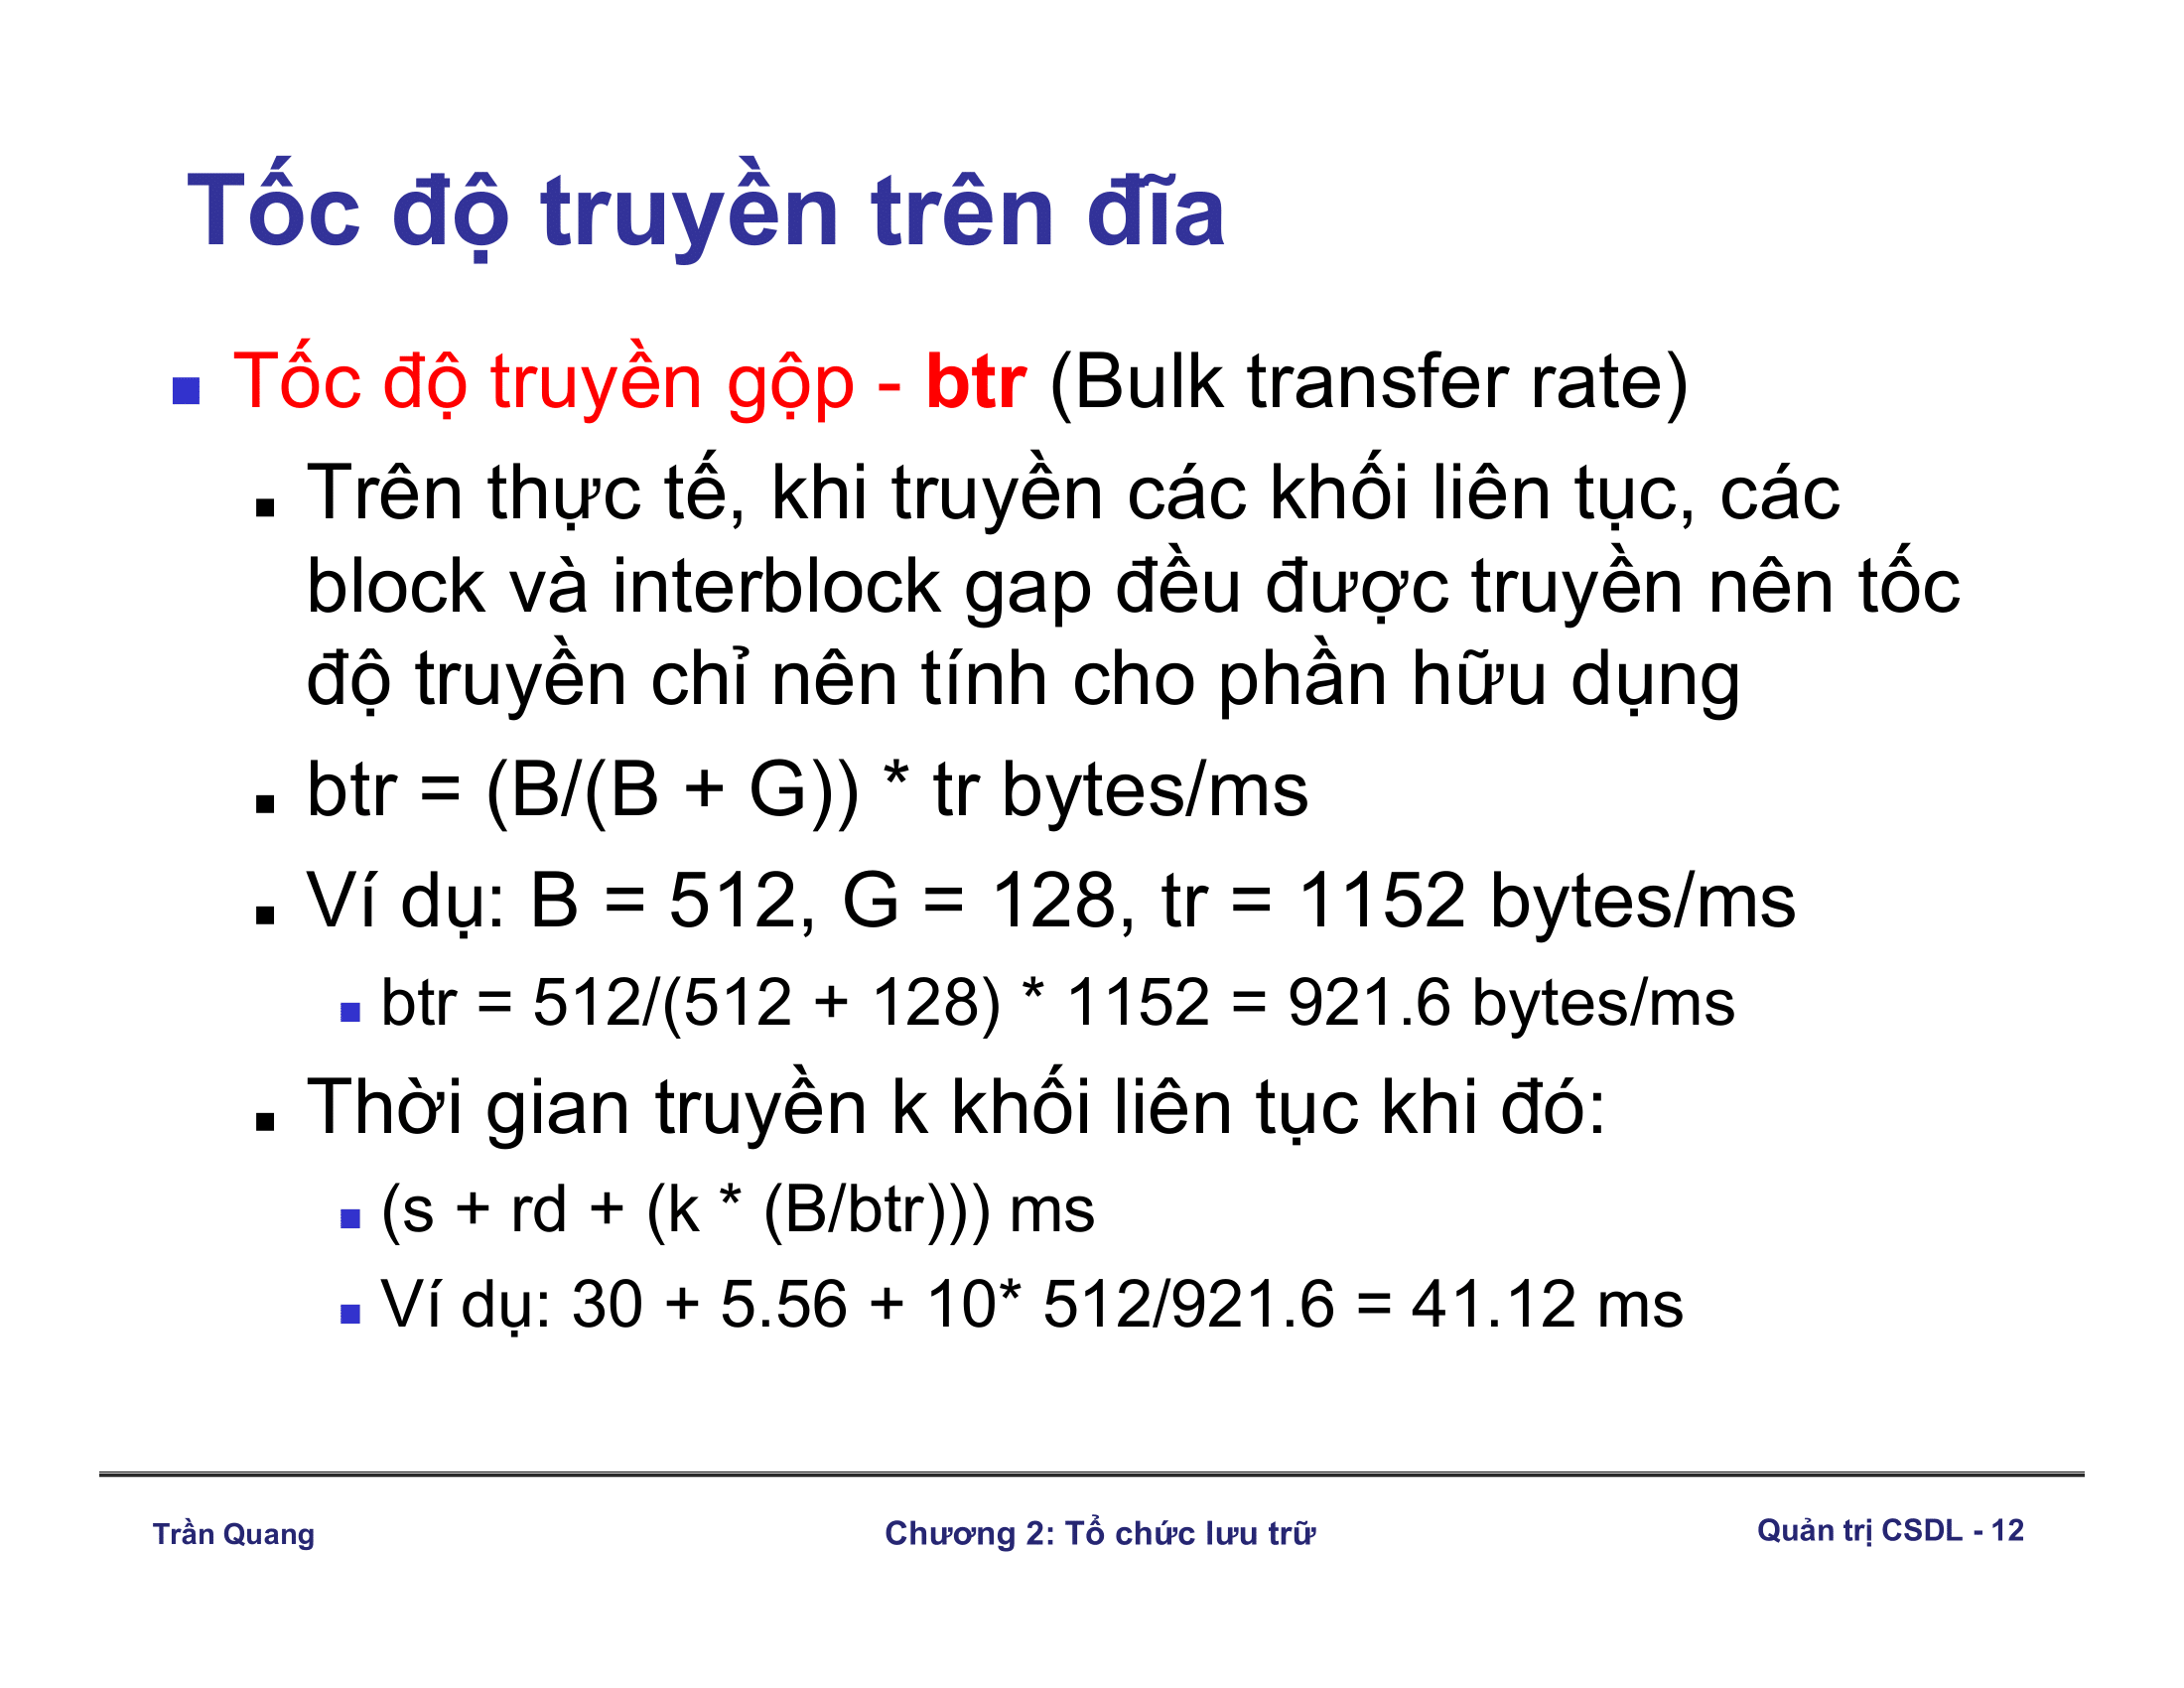 Tốc độ truyền trên đĩa
Tốc độ truyền gộp - btr (Bulk transfer rate)
Trên thực tế, khi truyền các khối liên tục, các
block và interblock gap đều được truyền nên tốc
độ truyền chỉ nên tính cho phần hữu dụng
btr = (B/(B + G)) * tr bytes/ms
Ví dụ: B = 512, G = 128, tr = 1152 bytes/ms
btr = 512/(512 + 128) * 1152 = 921.6 bytes/ms
Thời gian truyền k khối liên tục khi đó:
(s + rd + (k * (B/btr))) ms
Ví dụ: 30 + 5.56 + 10* 512/921.6 = 41.12 ms
Trần Quang
Chương 2: Tổ chức lưu trữ
Quản trị CSDL - 12